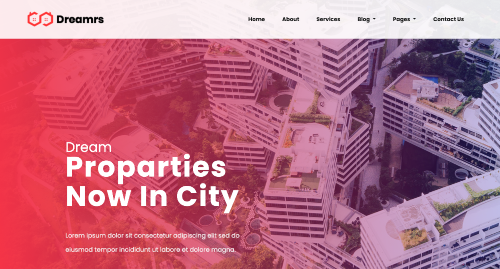 Dreamrs
Home About Services Blog Pages Contact Us
Dream
Proparties
Now In City
Lorem ipsum dolor sit consectetur adipiscing elit sed do
eiusmod tempor incididunt ut labore et dolore magna.